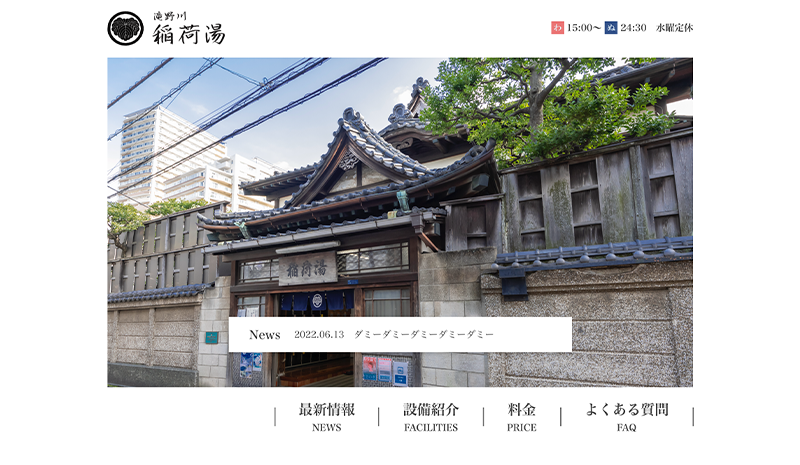 滝野川
稲荷湯
わ 15:00〜 ぬ 24:30 水曜定休
稲荷湯
News 2022.06.13 ダミーダミーダミーダミーダミー
最新情報 設備紹介 料金 よくある質問
NEWS FACILITIES PRICE FAQ